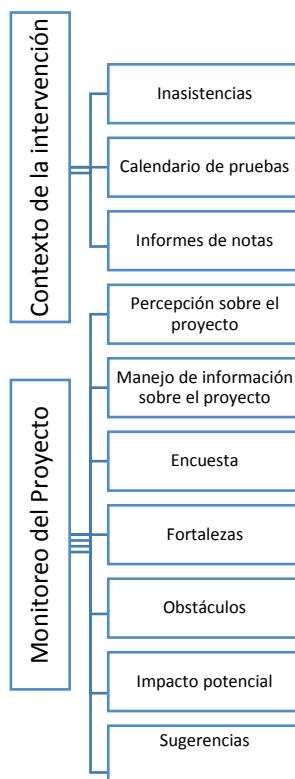 Contexto de la intervención
Inasistencias
Calendario de pruebas
Informes de notas
Monitoreo del Proyecto
Percepción sobre el
proyecto
Manejo de información
sobre el proyecto
Encuesta
Fortalezas
Obstáculos
Impacto potencial
Sugerencias